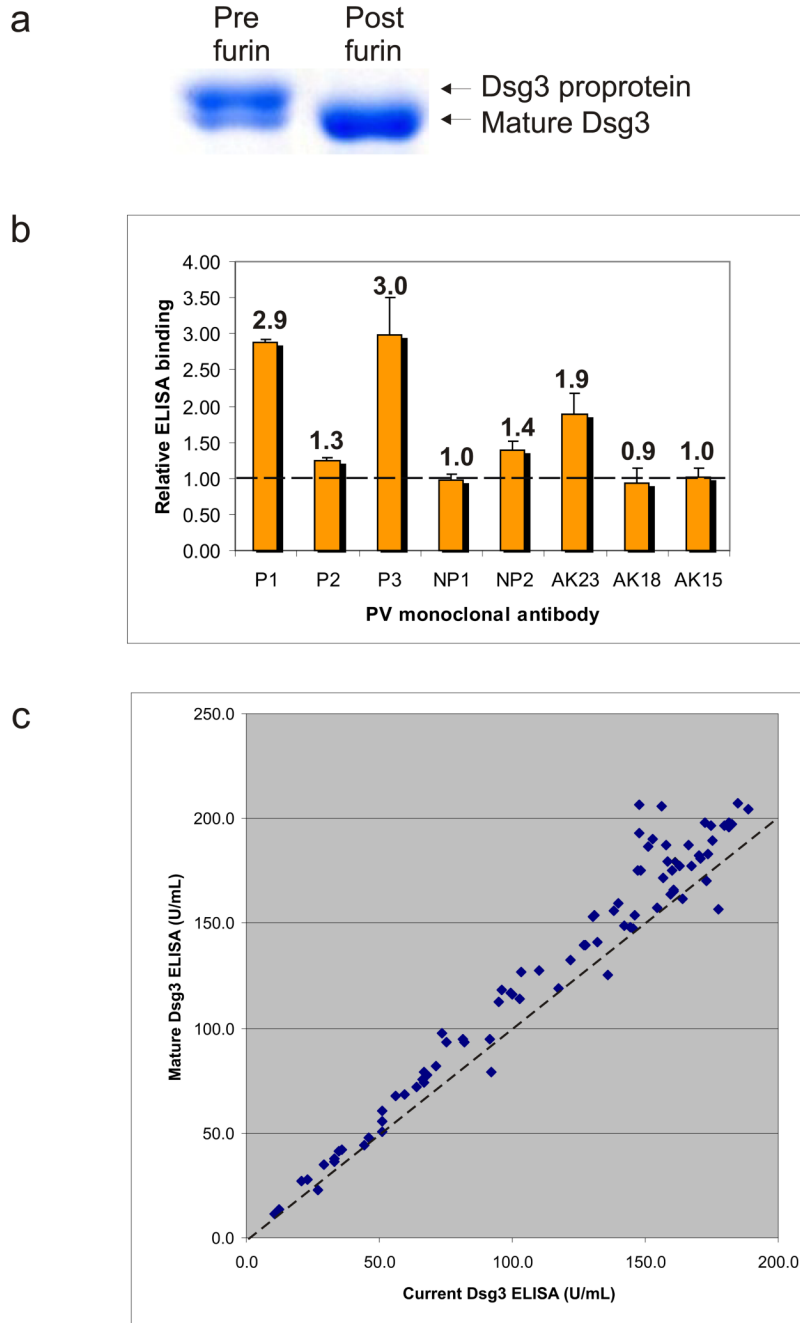 a
Pre Post
furin furin
Dsg3 proprotein
Mature Dsg3
b
Relative ELISA binding
4.00
3.50
3.00
2.50
2.00
1.50
1.00
0.50
0.00
2.9
1.3
3.0
1.0
1.4
1.9
0.9
1.0
P1 P2 P3 NP1 NP2 AK23 AK18 AK15
PV monoclonal antibody
c
Mature Dsg3 ELISA (U/mL)
250.0
200.0
150.0
100.0
50.0
0.0
0.0 50.0 100.0 150.0 200.0
Current Dsg3 ELISA (U/mL)